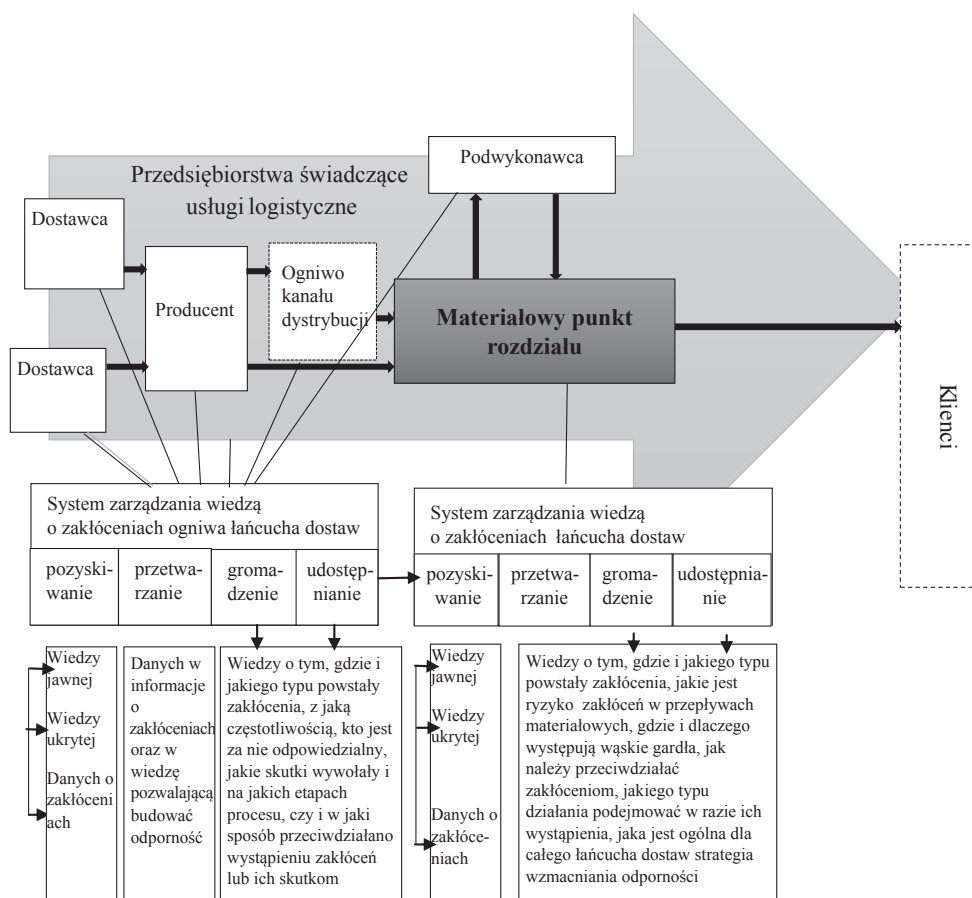 Podwykonawca
Przedsiębiorstwa świadczące
usługi logistyczne
Dostawca
Ogniwo
kanału
dystrybucji
Producent
Materiałowy punkt
rozdziału
Dostawca
Klienci
System zarządzania wiedzą
o zakłóceniach ogniwa łańcucha dostaw
pozyski-
wanie
przetwa-
rzanie
groma-
dzenie
udostęp-
nianie
System zarządzania wiedzą
o zakłóceniach łańcucha dostaw
pozyski-
wanie
przetwa-
rzanie
groma-
dzenie
udostępnia-
nie
Wiedzy
jawnej
Wiedzy
ukrytej
Danych o
zakłóceni
ach
Danych w
informacje
o
zakłóceniach
oraz w
wiedzę
pozwalającą
budować
odporność
Wiedzy o tym, gdzie i
jakiego typu powstały
zakłócenia, z jaką
częstotliwością, kto jest
za nie odpowiedzialny,
jakie skutki wywołały i
na jakich etapach
procesu, czy i w jaki
sposób przeciwdziałano
wystąpieniu zakłóceń
lub ich skutkom
Wiedzy
jawnej
Wiedzy
ukrytej
Danych o
zakłóce-
niach
Wiedzy o tym, gdzie i jakiego typu
powstały zakłócenia, jakie jest
ryzyko zakłóceń w przepływach
materiałowych, gdzie i dlaczego
występują wąskie gardła, jak
należy przeciwdziałać
zakłóceniom, jakiego typu
działania podejmować w razie ich
wystąpienia, jaka jest ogólna dla
całego łańcucha dostaw strategia
wzmacniania odporności